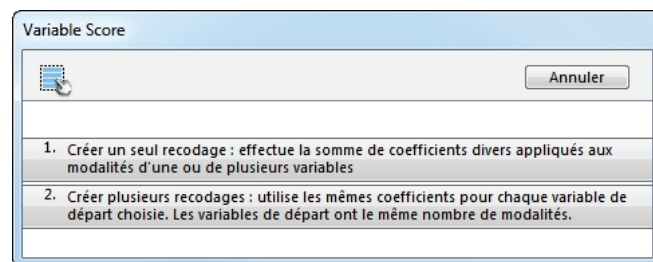 Variable Score
Annuler
1. Créer un seul recodage : effectue la somme de coefficients divers appliqués aux
modalités d'une ou de plusieurs variables
2. Créer plusieurs recodages : utilise les mêmes coefficients pour chaque variable de
départ choisie. Les variables de départ ont le même nombre de modalités.